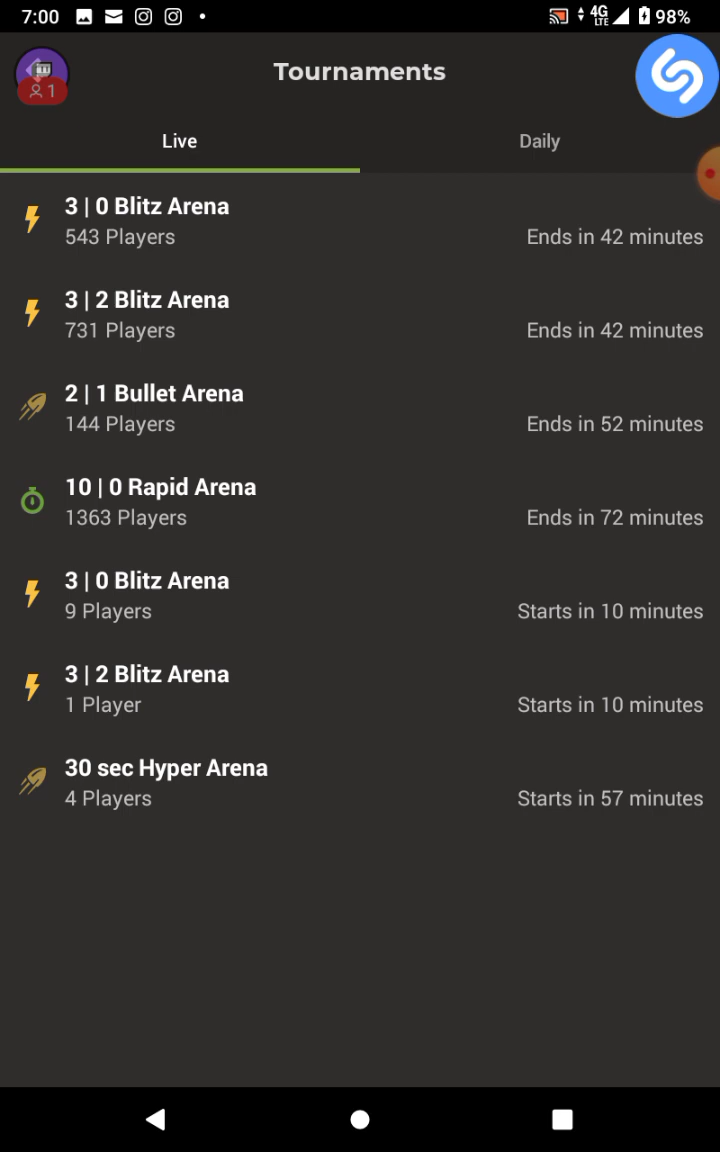 7:00 4G LTE 98%
1
Tournaments
Live Daily
3 | 0 Blitz Arena
543 Players Ends in 42 minutes
3 | 2 Blitz Arena
731 Players Ends in 42 minutes
2 | 1 Bullet Arena
144 Players Ends in 52 minutes
10 | 0 Rapid Arena
1363 Players Ends in 72 minutes
3 | 0 Blitz Arena
9 Players Starts in 10 minutes
3 | 2 Blitz Arena
1 Player Starts in 10 minutes
30 sec Hyper Arena
4 Players Starts in 57 minutes